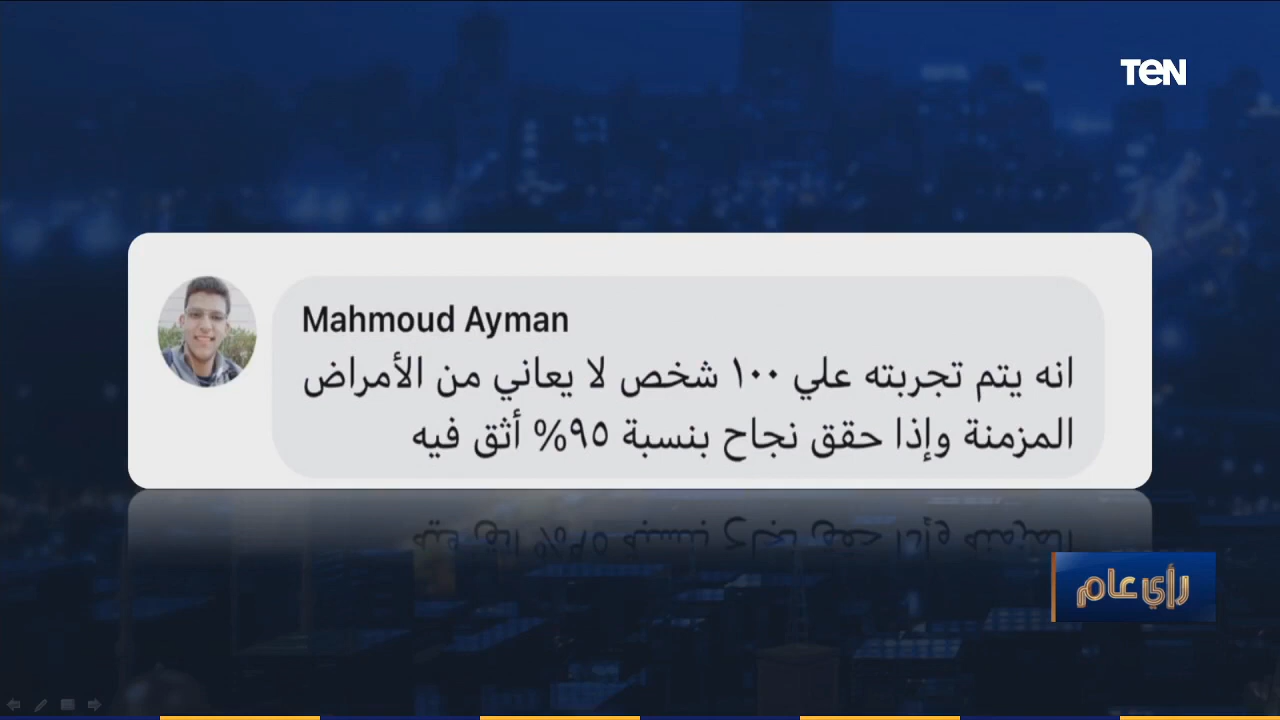 TEN
Mahmoud Ayman
انه يتم تجربته علي ١٠٠ شخص لا يعاني من الأمراض
المزمنة وإذا حقق نجاح بنسبة ٩٥% أثق فيه
رأي عام